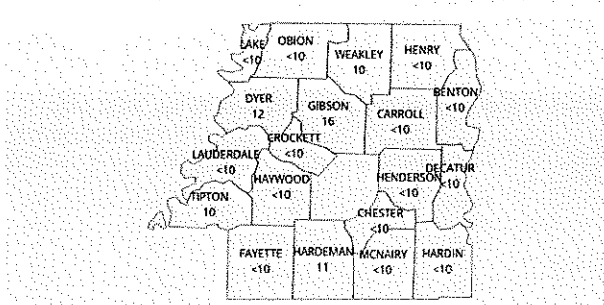 LAKE
<10
OBION
<10
WEAKLEY
10
HENRY
<10
BENTON
<10
DYER
12
GIBSON
16
CARROLL
<10
CROCKETT
<10
LAUDERDALE
<10
HAYWOOD
<10
HENDERSON
<10
DECATUR
<10
TIPTON
10
CHESTER
<10
FAYETTE
<10
HARDEMAN
11
MCNAIRY
<10
HARDIN
<10